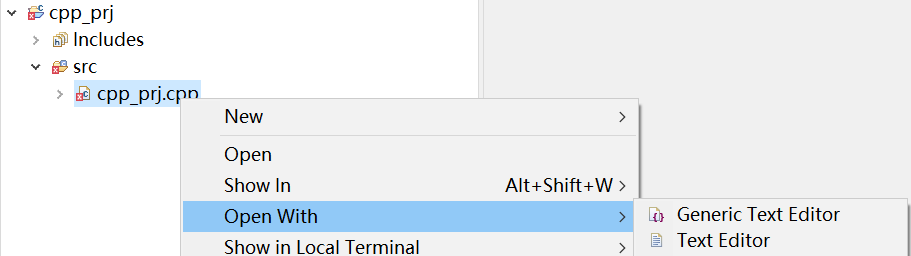 cpp_prj
Includes
src
cpp_prj.cpp
New
Open
Show In Alt+Shift+W
Open With
Show in Local Terminal
Generic Text Editor
Text Editor